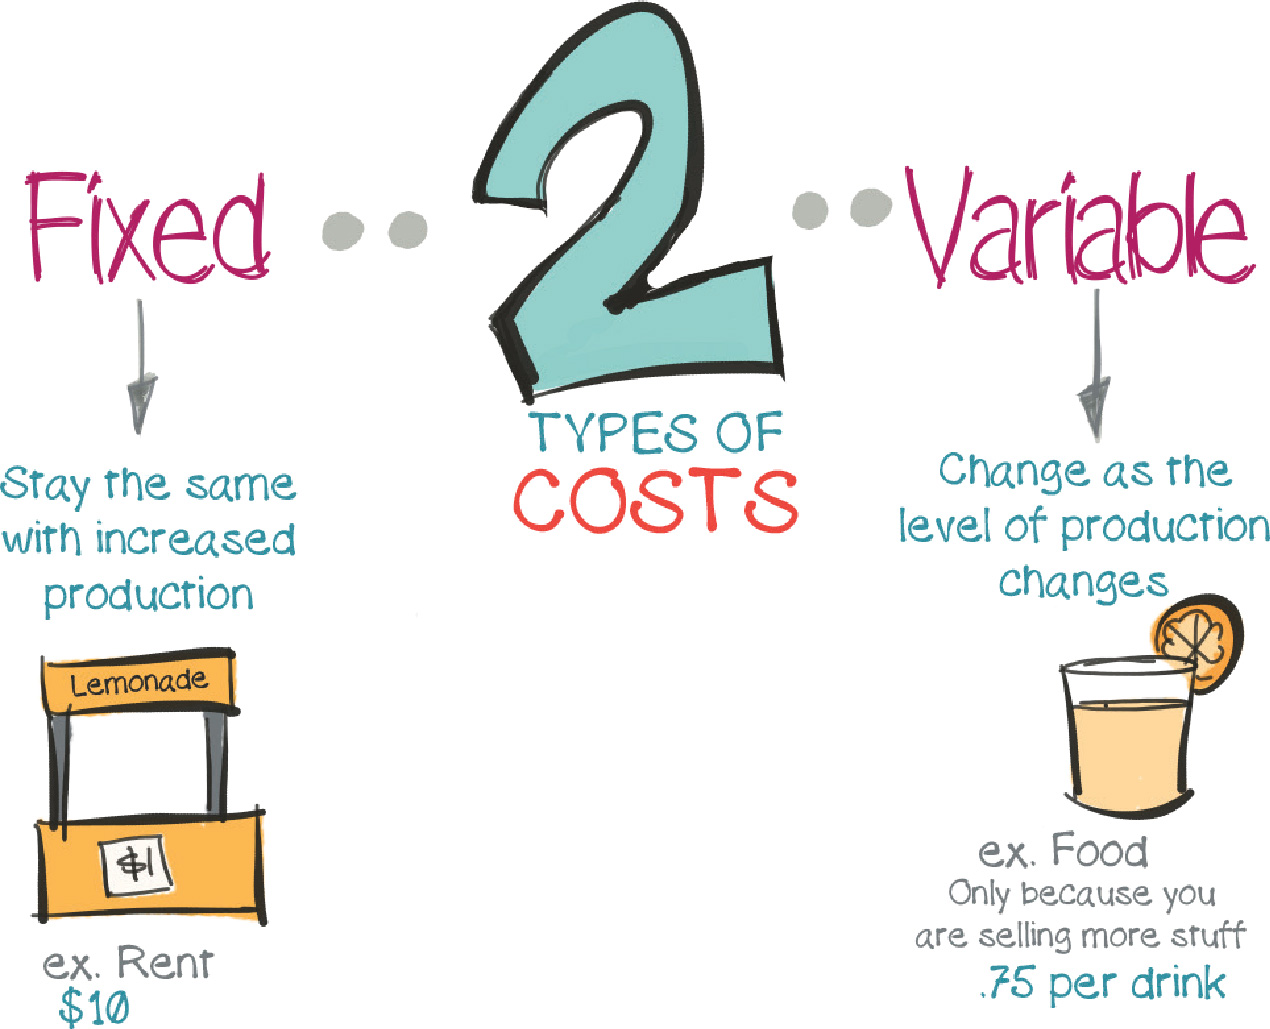 2
TYPES OF
COSTS
Fixed
Stay the same
with increased
production
Lemonade
$1
ex. Rent
$10
Variable
Change as the
level of production
changes
ex. Food
Only because you
are selling more stuff
.75 per drink